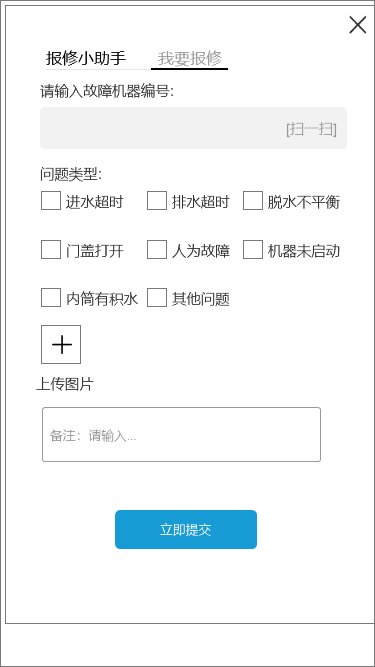 报修小助手 我要报修
请输入故障机器编号:
[扫一扫]
问题类型:
进水超时 排水超时 脱水不平衡
门盖打开 人为故障 机器未启动
内筒有积水 其他问题
上传图片
备注：请输入...
立即提交